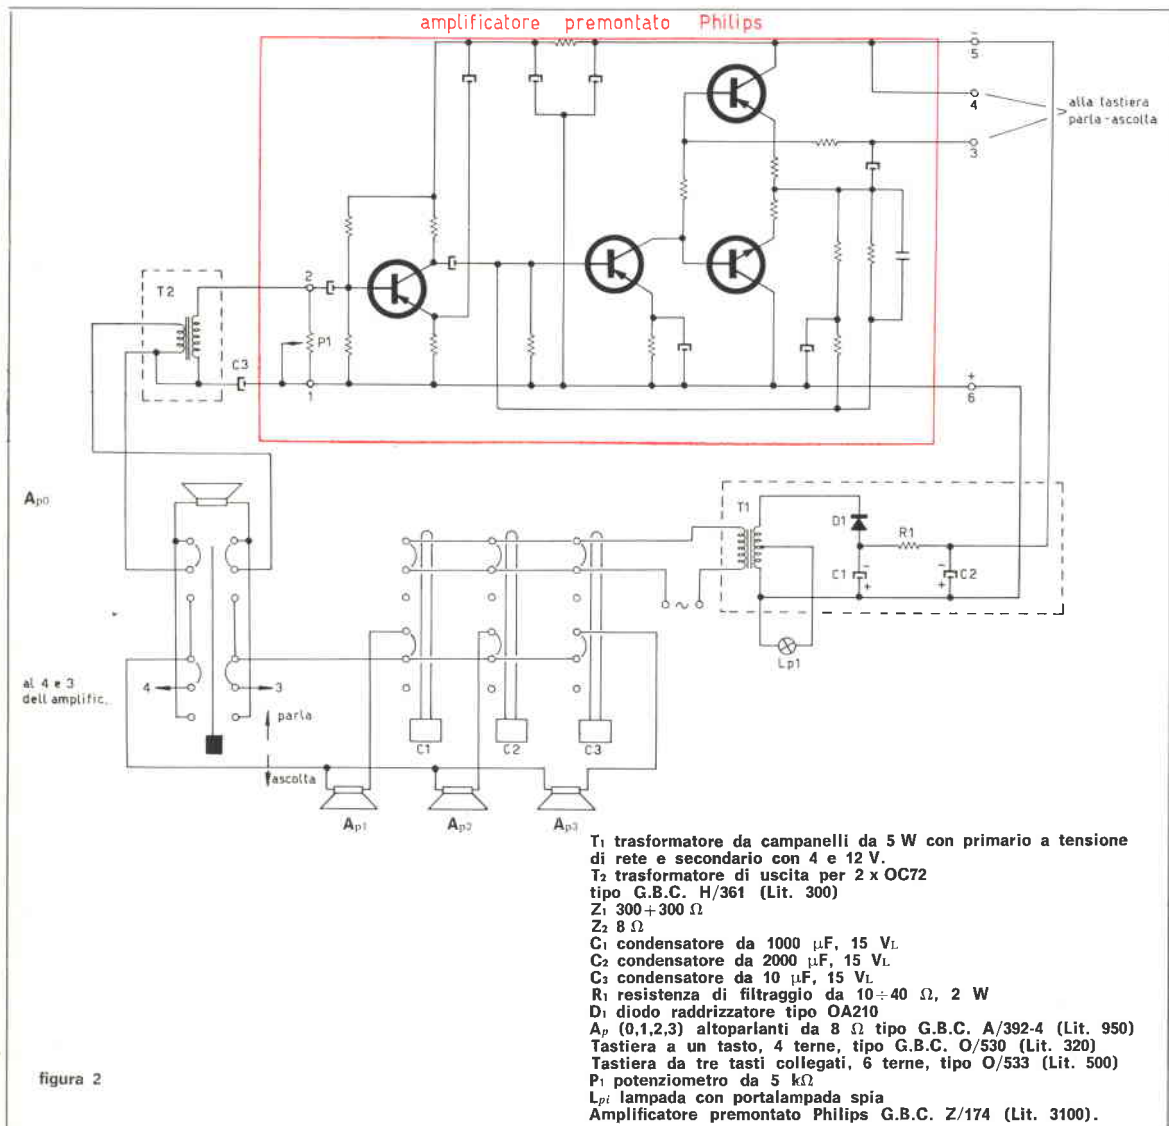 amplificatore premontato Philips
-
5
4
3
alla tastiera
parla-ascolta
T2
2
P1
C3
1
+
6
Ap0
T1
D1
R1
C1
-
+
-
+
C2
~
Lp1
al 4 e 3
dell amplific.
4
3
parla
ascolta
C1
C2
C3
Ap1
Ap2
Ap3
T1 trasformatore da campanelli da 5 W con primario a tensione
di rete e secondario con 4 e 12 V.
T2 trasformatore di uscita per 2 x OC72
tipo G.B.C. H/361 (Lit. 300)
Z1 300+300 Ω
Z2 8 Ω
C1 condensatore da 1000 µF, 15 VL
C2 condensatore da 2000 µF, 15 VL
C3 condensatore da 10 µF, 15 VL
R1 resistenza di filtraggio da 10÷40 Ω, 2 W
D1 diodo raddrizzatore tipo OA210
Ap (0,1,2,3) altoparlanti da 8 Ω tipo G.B.C. A/392-4 (Lit. 950)
Tastiera a un tasto, 4 terne, tipo G.B.C. O/530 (Lit. 320)
Tastiera da tre tasti collegati, 6 terne, tipo O/533 (Lit. 500)
P1 potenziometro da 5 kΩ
Lpi lampada con portalampada spia
Amplificatore premontato Philips G.B.C. Z/174 (Lit. 3100).
figura 2